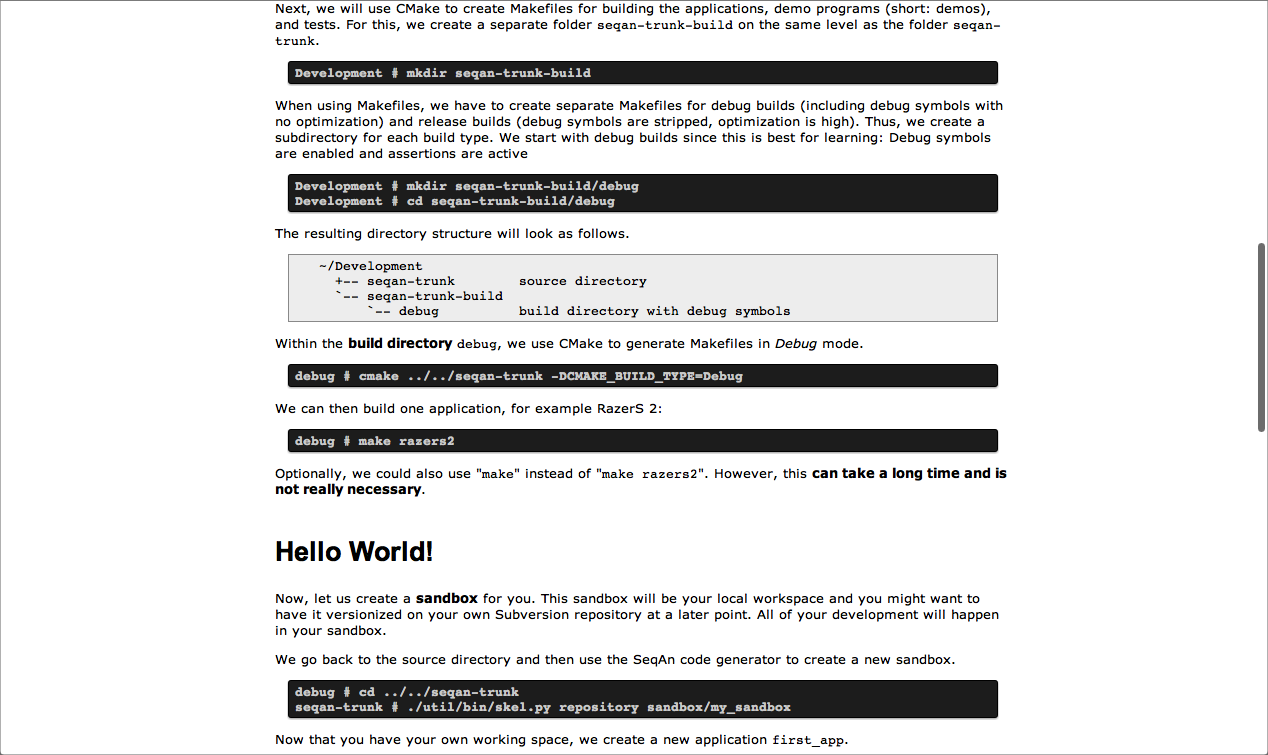 Next, we will use CMake to create Makefiles for building the applications, demo programs (short: demos),
and tests. For this, we create a separate folder seqan-trunk-build on the same level as the folder seqan-
trunk.
Development # mkdir seqan-trunk-build
When using Makefiles, we have to create separate Makefiles for debug builds (including debug symbols with
no optimization) and release builds (debug symbols are stripped, optimization is high). Thus, we create a
subdirectory for each build type. We start with debug builds since this is best for learning: Debug symbols
are enabled and assertions are active
Development # mkdir seqan-trunk-build/debug
Development # cd seqan-trunk-build/debug
The resulting directory structure will look as follows.
~/Development
+-- seqan-trunk        source directory
`-- seqan-trunk-build
`-- debug          build directory with debug symbols
Within the build directory debug, we use CMake to generate Makefiles in Debug mode.
debug # cmake ../../seqan-trunk -DCMAKE_BUILD_TYPE=Debug
We can then build one application, for example RazerS 2:
debug # make razers2
Optionally, we could also use "make" instead of "make razers2". However, this can take a long time and is
not really necessary.
Hello World!
Now, let us create a sandbox for you. This sandbox will be your local workspace and you might want to
have it versionized on your own Subversion repository at a later point. All of your development will happen
in your sandbox.
We go back to the source directory and then use the SeqAn code generator to create a new sandbox.
debug # cd ../../seqan-trunk
seqan-trunk # ./util/bin/skel.py repository sandbox/my_sandbox
Now that you have your own working space, we create a new application first_app.